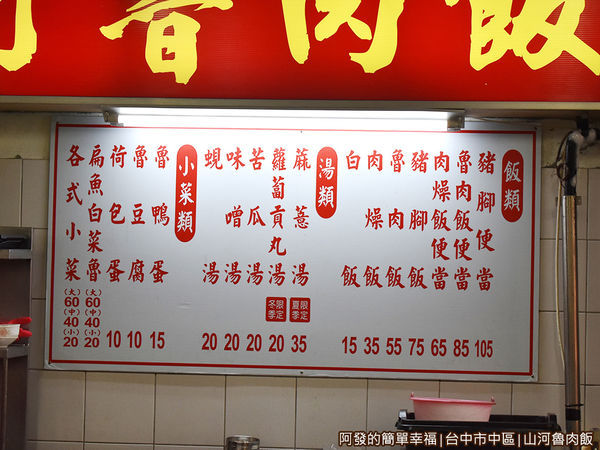 魯肉飯
飯類
豬腳便當 105
魯肉飯便當 85
肉燥飯便當 65
豬腳飯 75
魯肉飯 55
肉燥飯 35
白飯 15
湯類
蔴薏湯 夏季限定 35
蘿蔔貢丸湯 冬季限定 20
苦瓜湯 20
味噌湯 20
蜆湯 20
小菜類
魯鴨蛋 15
魯豆腐 10
荷包蛋 10
扁魚白菜魯 (大)60 (中)40 (小)20
各式小菜 (大)60 (中)40 (小)20
阿發的簡單幸福|台中市中區|山河魯肉飯